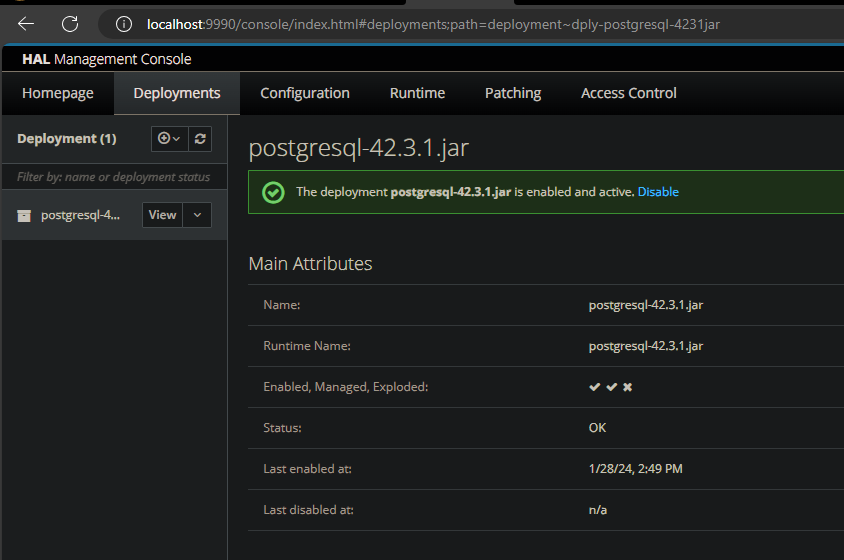 localhost:9990/console/index.html#deployments;path=deployment~dply-postgresql-4231jar
HAL Management Console
Homepage Deployments Configuration Runtime Patching Access Control
Deployment (1)
Filter by: name or deployment status
postgresql-4... View
postgresql-42.3.1.jar
The deployment postgresql-42.3.1.jar is enabled and active. Disable
Main Attributes
Name: postgresql-42.3.1.jar
Runtime Name: postgresql-42.3.1.jar
Enabled, Managed, Exploded: ✔ ✔ ✖
Status: OK
Last enabled at: 1/28/24, 2:49 PM
Last disabled at: n/a